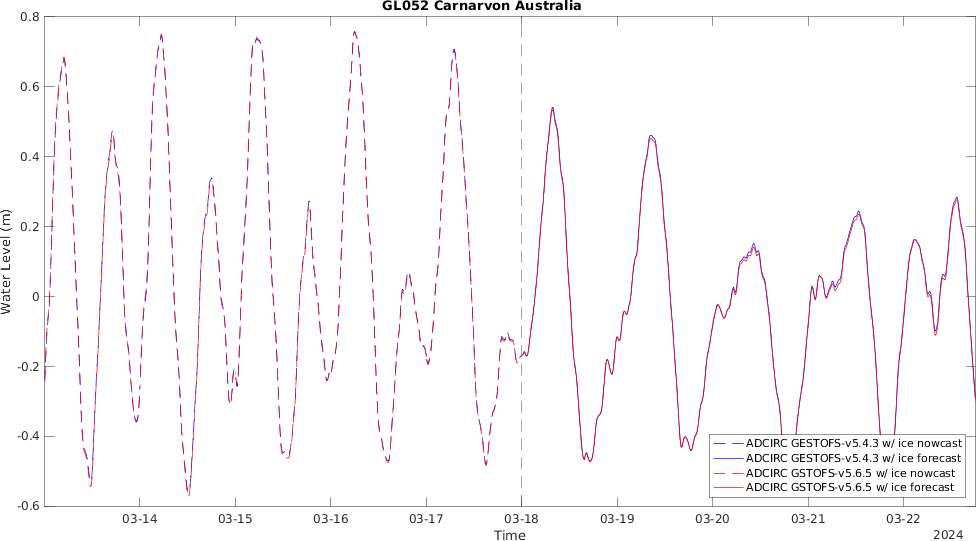 GL052 Carnarvon Australia
Water Level (m)
0.8
0.6
0.4
0.2
0
-0.2
-0.4
-0.6
03-14
03-15
03-16
03-17
03-18
03-19
03-20
03-21
03-22
Time
2024
ADCIRC GESTOFS-v5.4.3 w/ ice nowcast
ADCIRC GESTOFS-v5.4.3 w/ ice forecast
ADCIRC GSTOFS-v5.6.5 w/ ice nowcast
ADCIRC GSTOFS-v5.6.5 w/ ice forecast